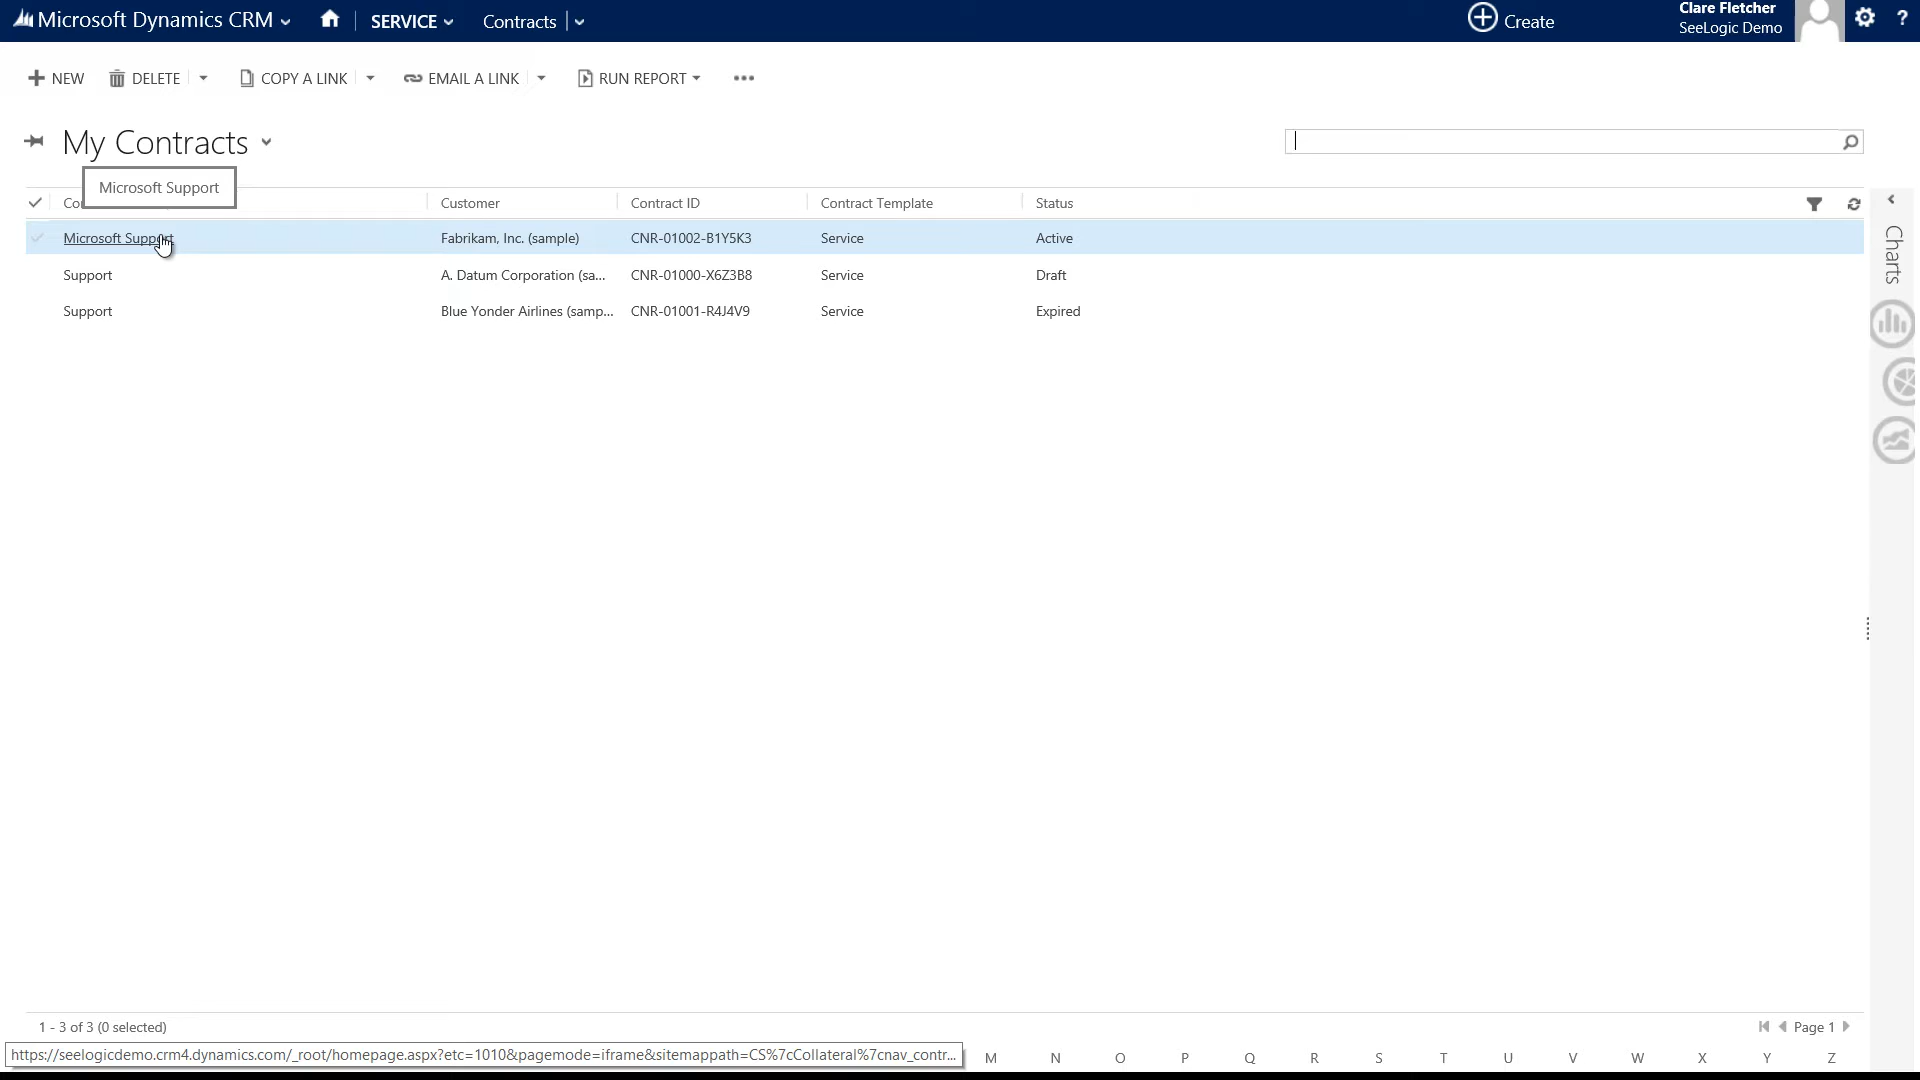 Microsoft Dynamics CRM SERVICE Contracts Create Clare Fletcher
SeeLogic Demo ?
NEW DELETE COPY A LINK EMAIL A LINK RUN REPORT
My Contracts
Microsoft Support
Co Customer Contract ID Contract Template Status
Microsoft Support Fabrikam, Inc. (sample) CNR-01002-B1Y5K3 Service Active
Support A. Datum Corporation (sa... CNR-01000-X6Z3B8 Service Draft
Support Blue Yonder Airlines (samp... CNR-01001-R4J4V9 Service Expired
Charts
1 - 3 of 3 (0 selected) Page 1
https://seelogicdemo.crm4.dynamics.com/_root/homepage.aspx?etc=1010&pagemode=iframe&sitemappath=CS%7cCollateral%7cnav_contr... M N O P Q R S T U V W X Y Z